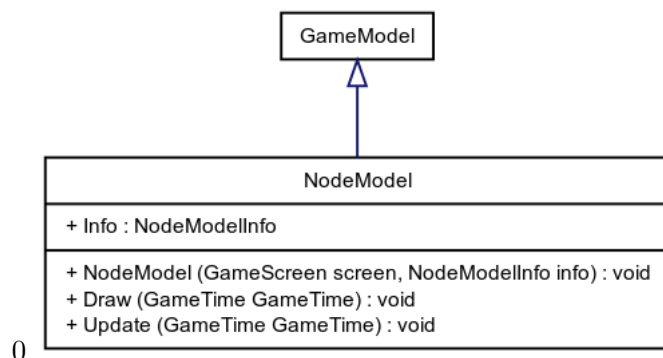 GameModel
NodeModel
+ Info : NodeModelInfo
+ NodeModel (GameScreen screen, NodeModelInfo info) : void
+ Draw (GameTime GameTime) : void
+ Update (GameTime GameTime) : void
0